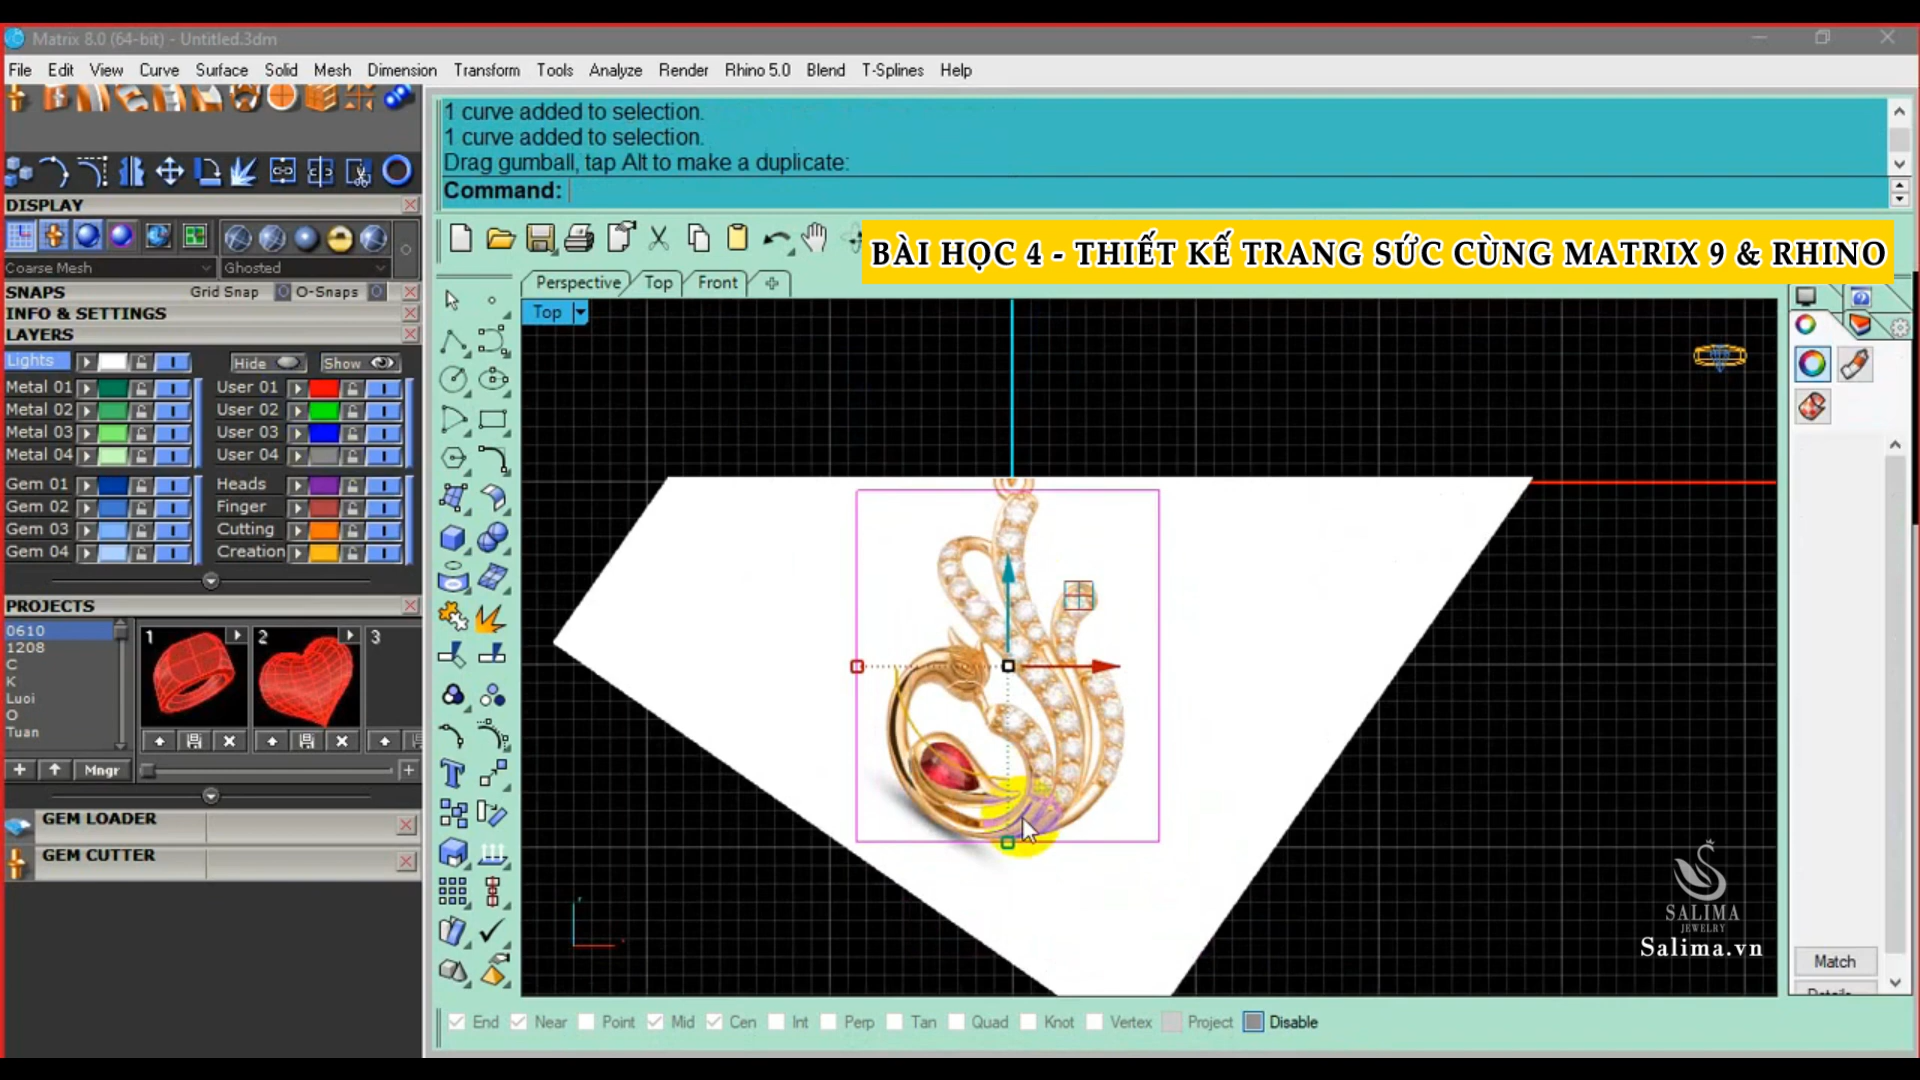 Matrix 8.0 (64-bit) - Untitled.3dm
File Edit View Curve Surface Solid Mesh Dimension Transform Tools Analyze Render Rhino 5.0 Blend T-Splines Help
1 curve added to selection.
1 curve added to selection.
Drag gumball, tap Alt to make a duplicate:
Command:
BÀI HỌC 4 - THIẾT KẾ TRANG SỨC CÙNG MATRIX 9 & RHINO
DISPLAY
Coarse Mesh Ghosted
SNAPS Grid Snap O-Snaps
INFO & SETTINGS
LAYERS
Lights Hide Show
Metal 01 User 01
Metal 02 User 02
Metal 03 User 03
Metal 04 User 04
Gem 01 Heads
Gem 02 Finger
Gem 03 Cutting
Gem 04 Creation
PROJECTS
0610
1208
C
K
Luoi
O
Tuan
1 2 3
Mngr
GEM LOADER
GEM CUTTER
Perspective Top Front
Top
SALIMA
JEWELRY
Salima.vn
Match
End Near Point Mid Cen Int Perp Tan Quad Knot Vertex Project Disable